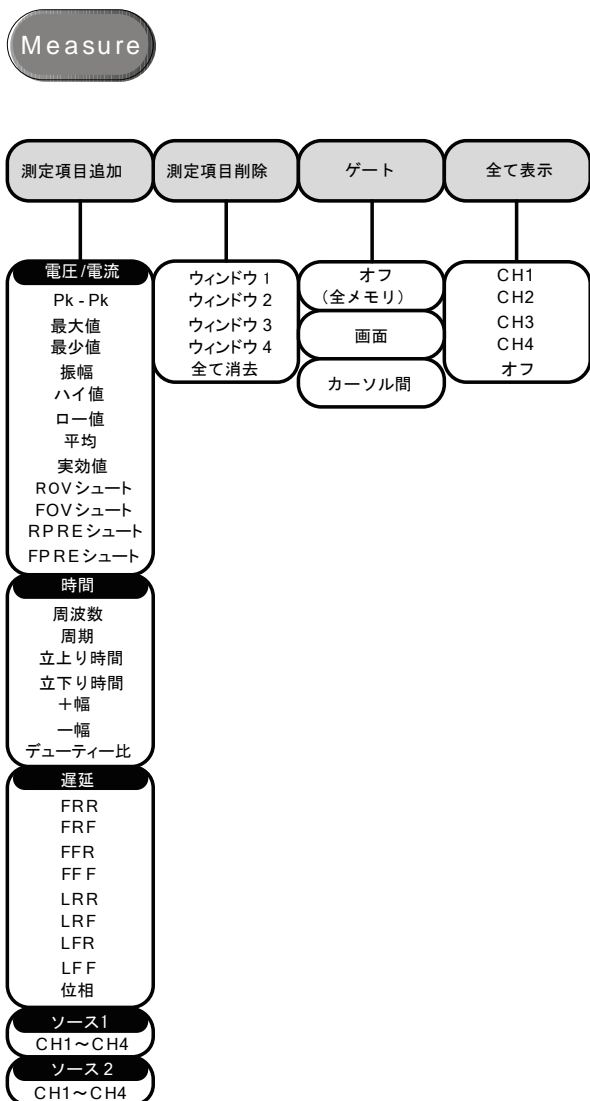 Measure
測定項目追加
測定項目削除
ゲート
全て表示
電圧/電流
Pk - Pk
最大値
最少値
振幅
ハイ値
ロー値
平均
実効値
ROVシュート
FOVシュート
RPREシュート
FPREシュート
時間
周波数
周期
立上り時間
立下り時間
＋幅
ー幅
デューティー比
遅延
FRR
FRF
FFR
FFF
LRR
LRF
LFR
LFF
位相
ソース1
CH1～CH4
ソース2
CH1～CH4
ウィンドウ 1
ウィンドウ 2
ウィンドウ 3
ウィンドウ 4
全て消去
オフ
（全メモリ）
画面
カーソル間
CH1
CH2
CH3
CH4
オフ